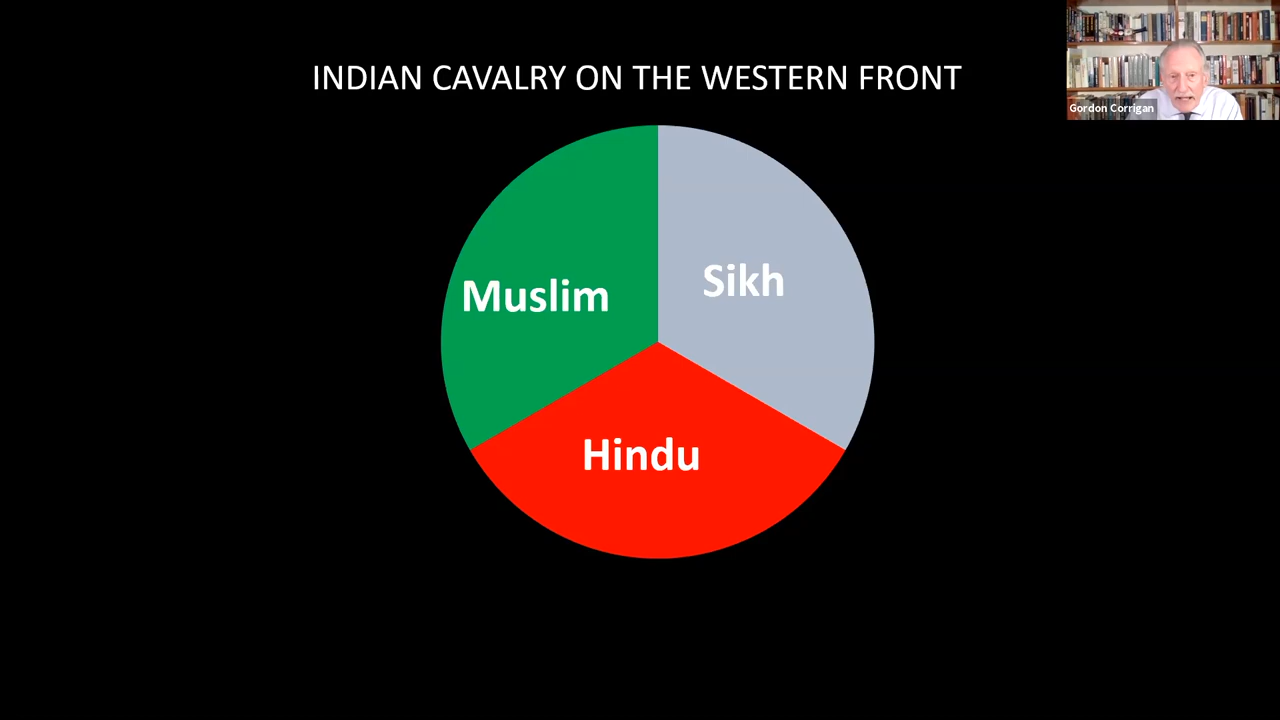 INDIAN CAVALRY ON THE WESTERN FRONT
Gordon Corrigan
Muslim
Sikh
Hindu